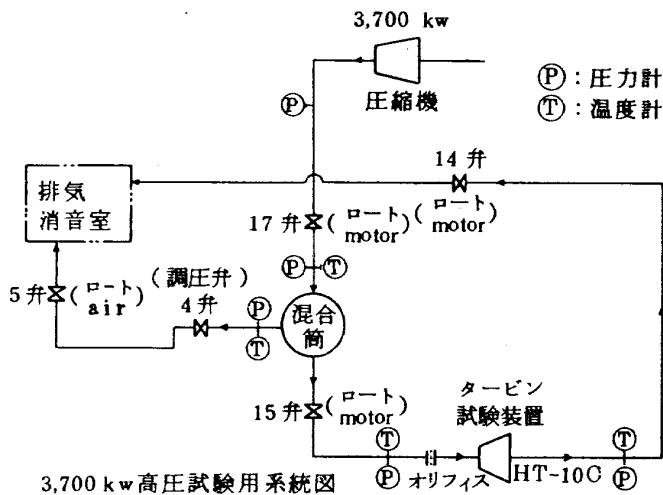 3,700 kw
圧縮機
Ⓟ：圧力計
Ⓣ：温度計
P
14 弁
排気
消音室
17 弁
(ロート
motor)
(ロート
motor)
P
T
5 弁
(ロート
air)
(調圧弁)
4 弁
P
T
混合
筒
15 弁
(ロート
motor)
タービン
試験装置
T
P
オリフィス
HT-10C
T
P
3,700 kw 高圧試験用系統図